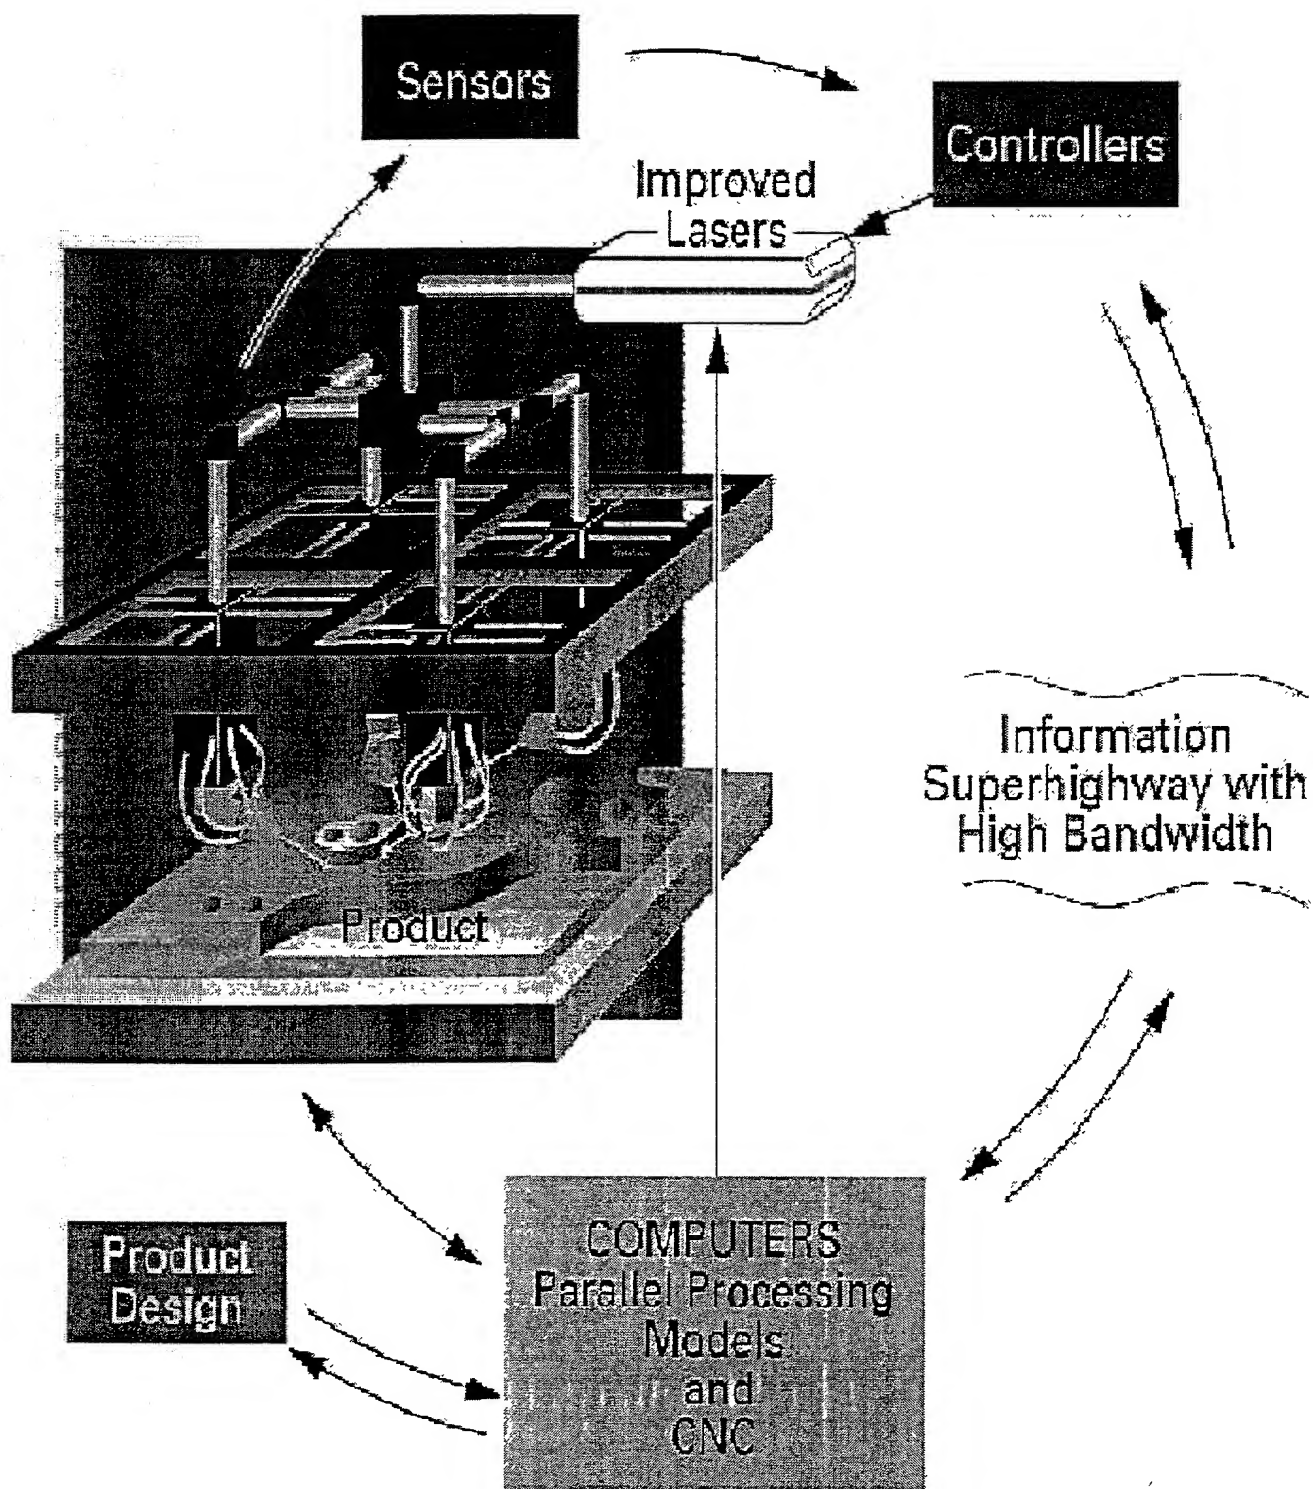 Sensors
Controllers
Improved
Lasers
Information
Superhighway with
High Bandwidth
Product
Product
Design
COMPUTERS
Parallel Processing
Models
and
CNC